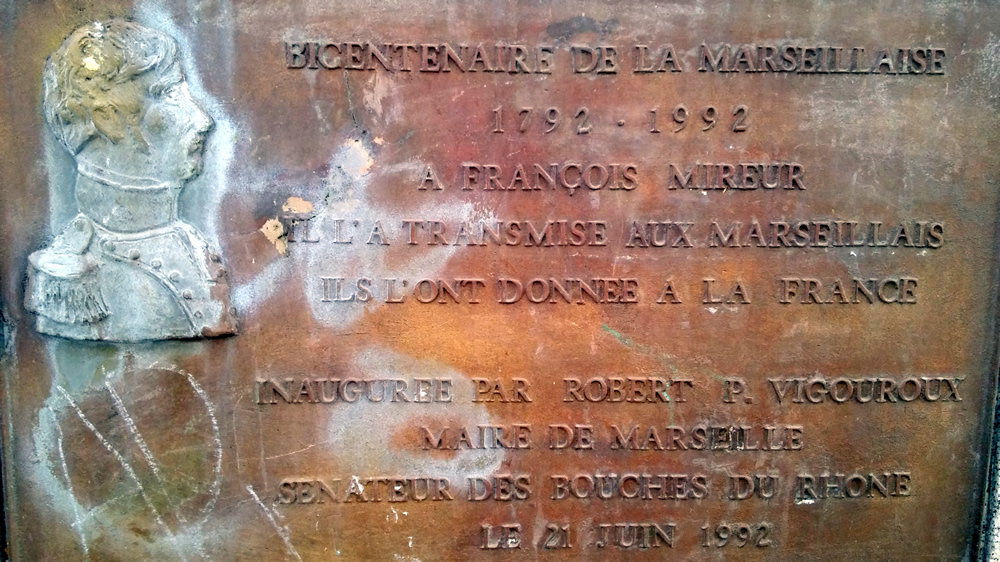 BICENTENAIRE DE LA MARSEILLAISE
1792 - 1992
A FRANÇOIS MIREUR
IL L'A TRANSMISE AUX MARSEILLAIS
ILS L'ONT DONNEE A LA FRANCE
INAUGUREE PAR ROBERT P. VIGOUROUX
MAIRE DE MARSEILLE
SENATEUR DES BOUCHES DU RHONE
LE 21 JUIN 1992